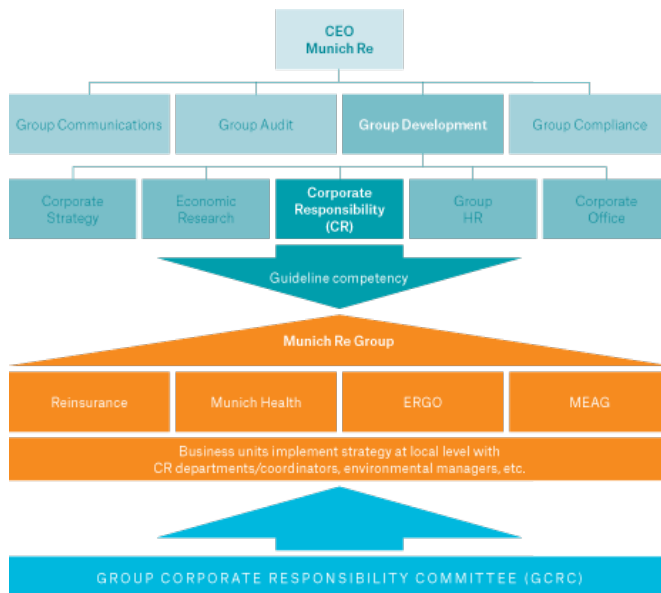 CEO
Munich Re
Group Communications
Group Audit
Group Development
Group Compliance
Corporate
Strategy
Economic
Research
Corporate
Responsibility
(CR)
Group
HR
Corporate
Office
Guideline competency
Munich Re Group
Reinsurance
Munich Health
ERGO
MEAG
Business units implement strategy at local level with
CR departments/coordinators, environmental managers, etc.
GROUP CORPORATE RESPONSIBILITY COMMITTEE (GCRC)